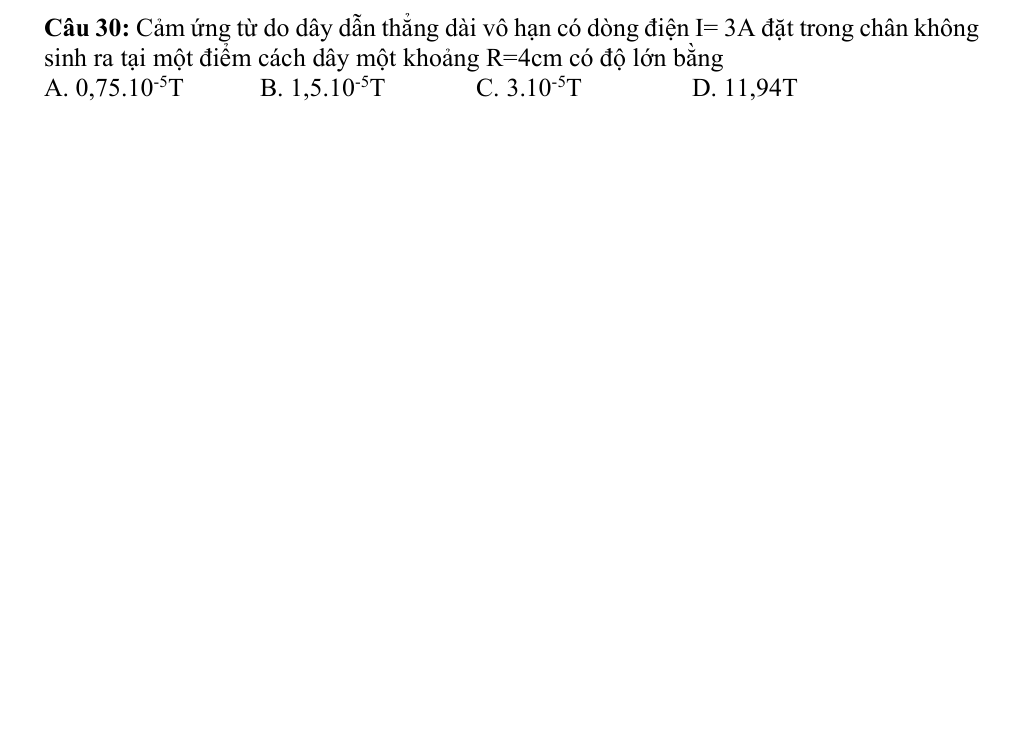 Câu 30: Cảm ứng từ do dây dẫn thẳng dài vô hạn có dòng điện I= 3A đặt trong chân không
sinh ra tại một điểm cách dây một khoảng R=4cm có độ lớn bằng
A. 0,75.10⁻⁵T B. 1,5.10⁻⁵T C. 3.10⁻⁵T D. 11,94T